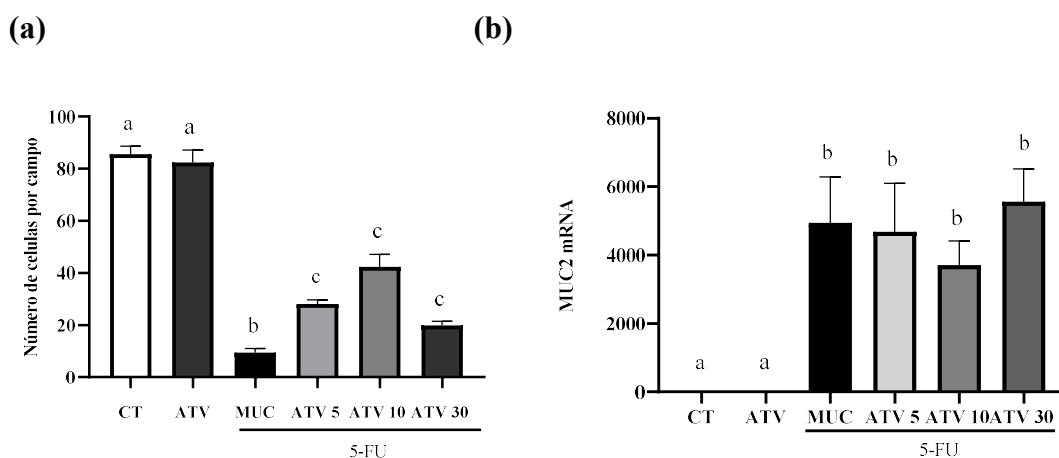 (a)
(b)
Número de celulas por campo
100
80
60
40
20
0
a
a
b
c
c
c
CT ATV MUC ATV 5 ATV 10 ATV 30
5-FU
MUC2 mRNA
8000
6000
4000
2000
0
a
a
b
b
b
b
CT ATV MUC ATV 5 ATV 10 ATV 30
5-FU